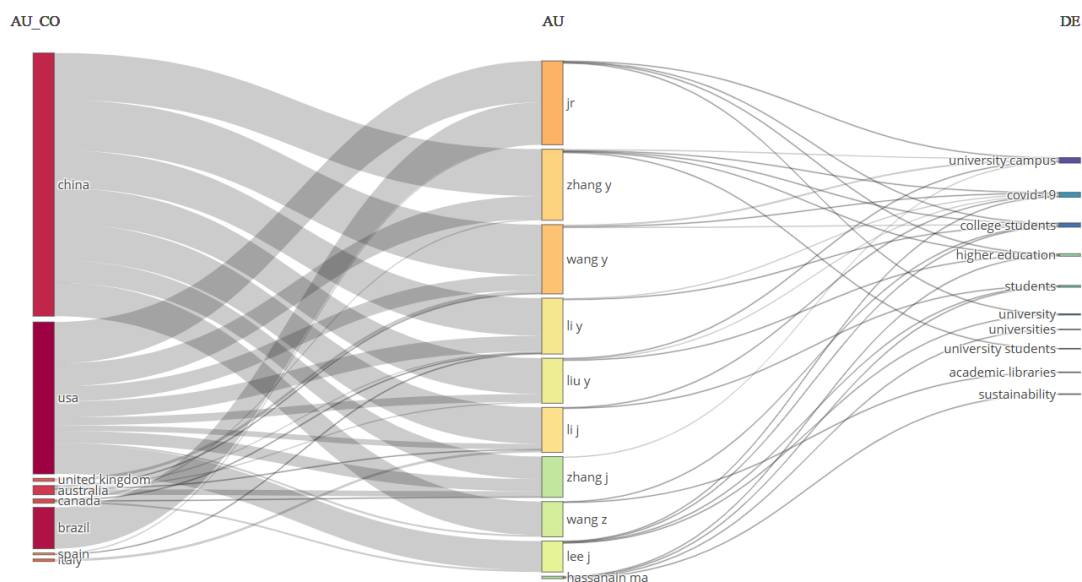 AU_CO
AU
DE
china
usa
united kingdom
australia
canada
brazil
spain
italy
jr
zhang y
wang y
li y
liu y
li j
zhang j
wang z
lee j
hassanain ma
university campus
covid-19
college students
higher education
students
university
universities
university students
academic libraries
sustainability